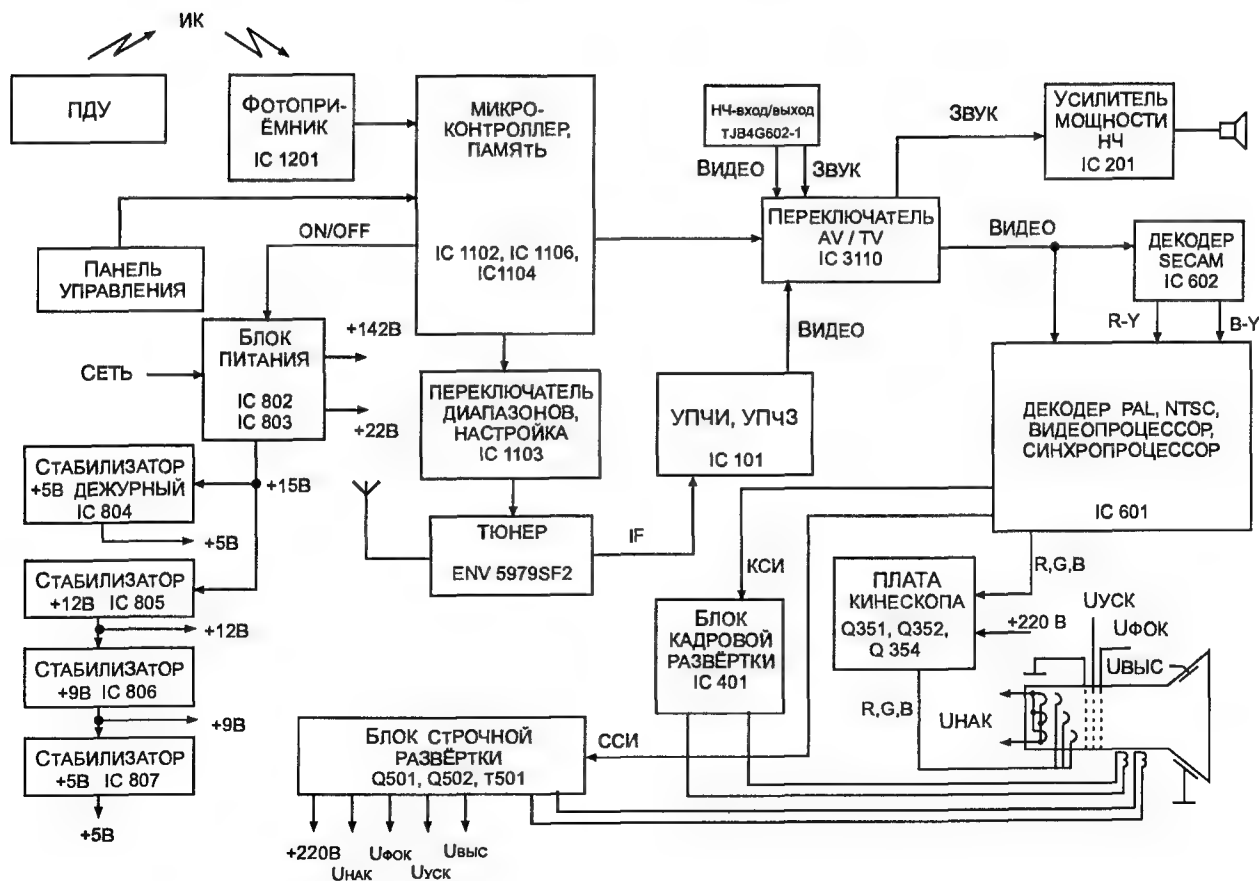 ИК
ПДУ
ФОТОПРИ-
ЁМНИК
IC 1201
МИКРО-
КОНТРОЛЛЕР,
ПАМЯТЬ
IC 1102, IC 1106,
IC1104
НЧ-вход/выход
TJB4G602-1
ВИДЕО
ЗВУК
ЗВУК
УСИЛИТЕЛЬ
МОЩНОСТИ
НЧ
IC 201
ПЕРЕКЛЮЧАТЕЛЬ
AV / TV
IC 3110
ВИДЕО
ДЕКОДЕР
SECAM
IC 602
R-Y
B-Y
ПАНЕЛЬ
УПРАВЛЕНИЯ
ON/OFF
БЛОК
ПИТАНИЯ
IC 802
IC 803
СЕТЬ
+142В
+22В
+15В
ПЕРЕКЛЮЧАТЕЛЬ
ДИАПАЗОНОВ,
НАСТРОЙКА
IC 1103
ВИДЕО
УПЧИ, УПЧЗ
IC 101
ДЕКОДЕР PAL, NTSC,
ВИДЕОПРОЦЕССОР,
СИНХРОПРОЦЕССОР
IC 601
СТАБИЛИЗАТОР
+5В ДЕЖУРНЫЙ
IC 804
+5В
ТЮНЕР
ENV 5979SF2
IF
КСИ
R,G,B
СТАБИЛИЗАТОР
+12В IC 805
+12В
СТАБИЛИЗАТОР
+9В IC 806
+9В
СТАБИЛИЗАТОР
+5В IC 807
+5В
БЛОК
КАДРОВОЙ
РАЗВЁРТКИ
IC 401
ПЛАТА
КИНЕСКОПА
Q351, Q352,
Q 354
+220 В
UУСК
UФОК
UВЫС
UНАК
R,G,B
БЛОК СТРОЧНОЙ
РАЗВЁРТКИ
Q501, Q502, T501
ССИ
+220В
UНАК
UФОК
UУСК
UВЫС